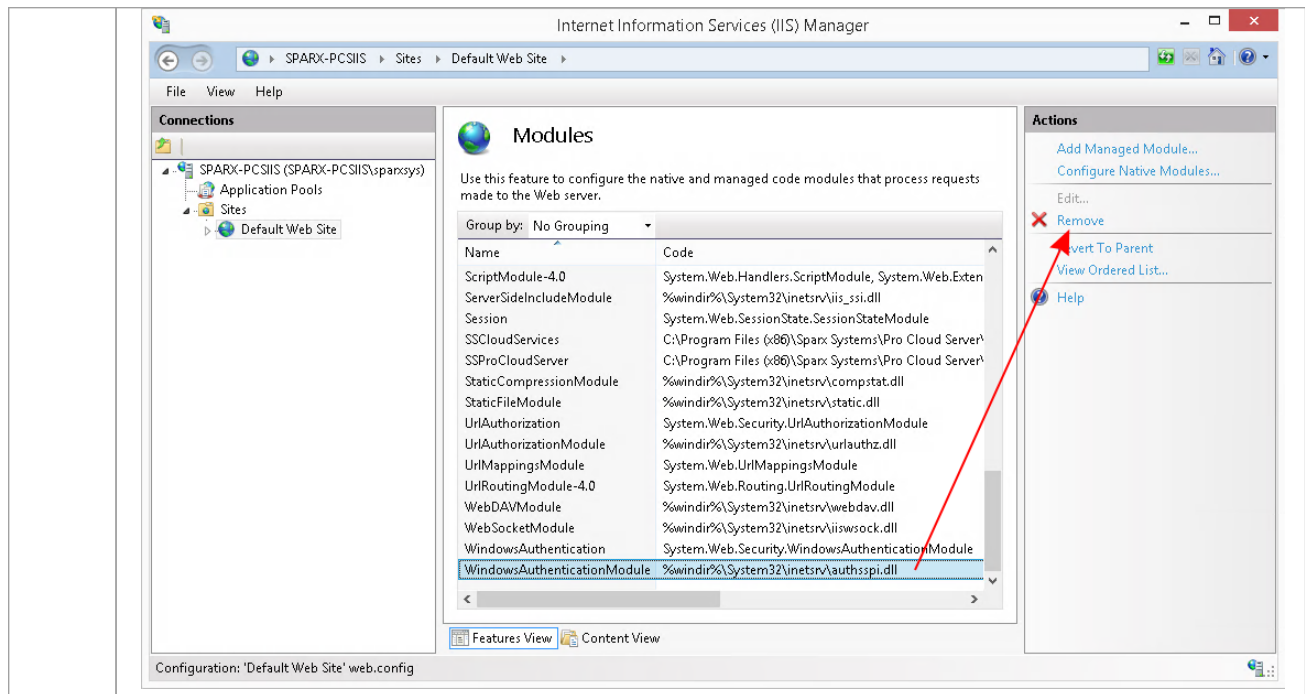 Internet Information Services (IIS) Manager
SPARX-PCSIIS Sites Default Web Site
File View Help
Connections
SPARX-PCSIIS (SPARX-PCSIIS\sparxsys)
Application Pools
Sites
Default Web Site
Modules
Use this feature to configure the native and managed code modules that process requests
made to the Web server.
Group by: No Grouping
Name Code
ScriptModule-4.0 System.Web.Handlers.ScriptModule, System.Web.Exten
ServerSideIncludeModule %windir%\System32\inetsrv\iis_ssi.dll
Session System.Web.SessionState.SessionStateModule
SSCloudServices C:\Program Files (x86)\Sparx Systems\Pro Cloud Server\
SSProCloudServer C:\Program Files (x86)\Sparx Systems\Pro Cloud Server\
StaticCompressionModule %windir%\System32\inetsrv\compstat.dll
StaticFileModule %windir%\System32\inetsrv\static.dll
UrlAuthorization System.Web.Security.UrlAuthorizationModule
UrlAuthorizationModule %windir%\System32\inetsrv\urlauthz.dll
UrlMappingsModule System.Web.UrlMappingsModule
UrlRoutingModule-4.0 System.Web.Routing.UrlRoutingModule
WebDAVModule %windir%\System32\inetsrv\webdav.dll
WebSocketModule %windir%\System32\inetsrv\iiswsock.dll
WindowsAuthentication System.Web.Security.WindowsAuthenticationModule
WindowsAuthenticationModule %windir%\System32\inetsrv\authsspi.dll
Features View Content View
Actions
Add Managed Module...
Configure Native Modules...
Edit...
Remove
Revert To Parent
View Ordered List...
Help
Configuration: 'Default Web Site' web.config